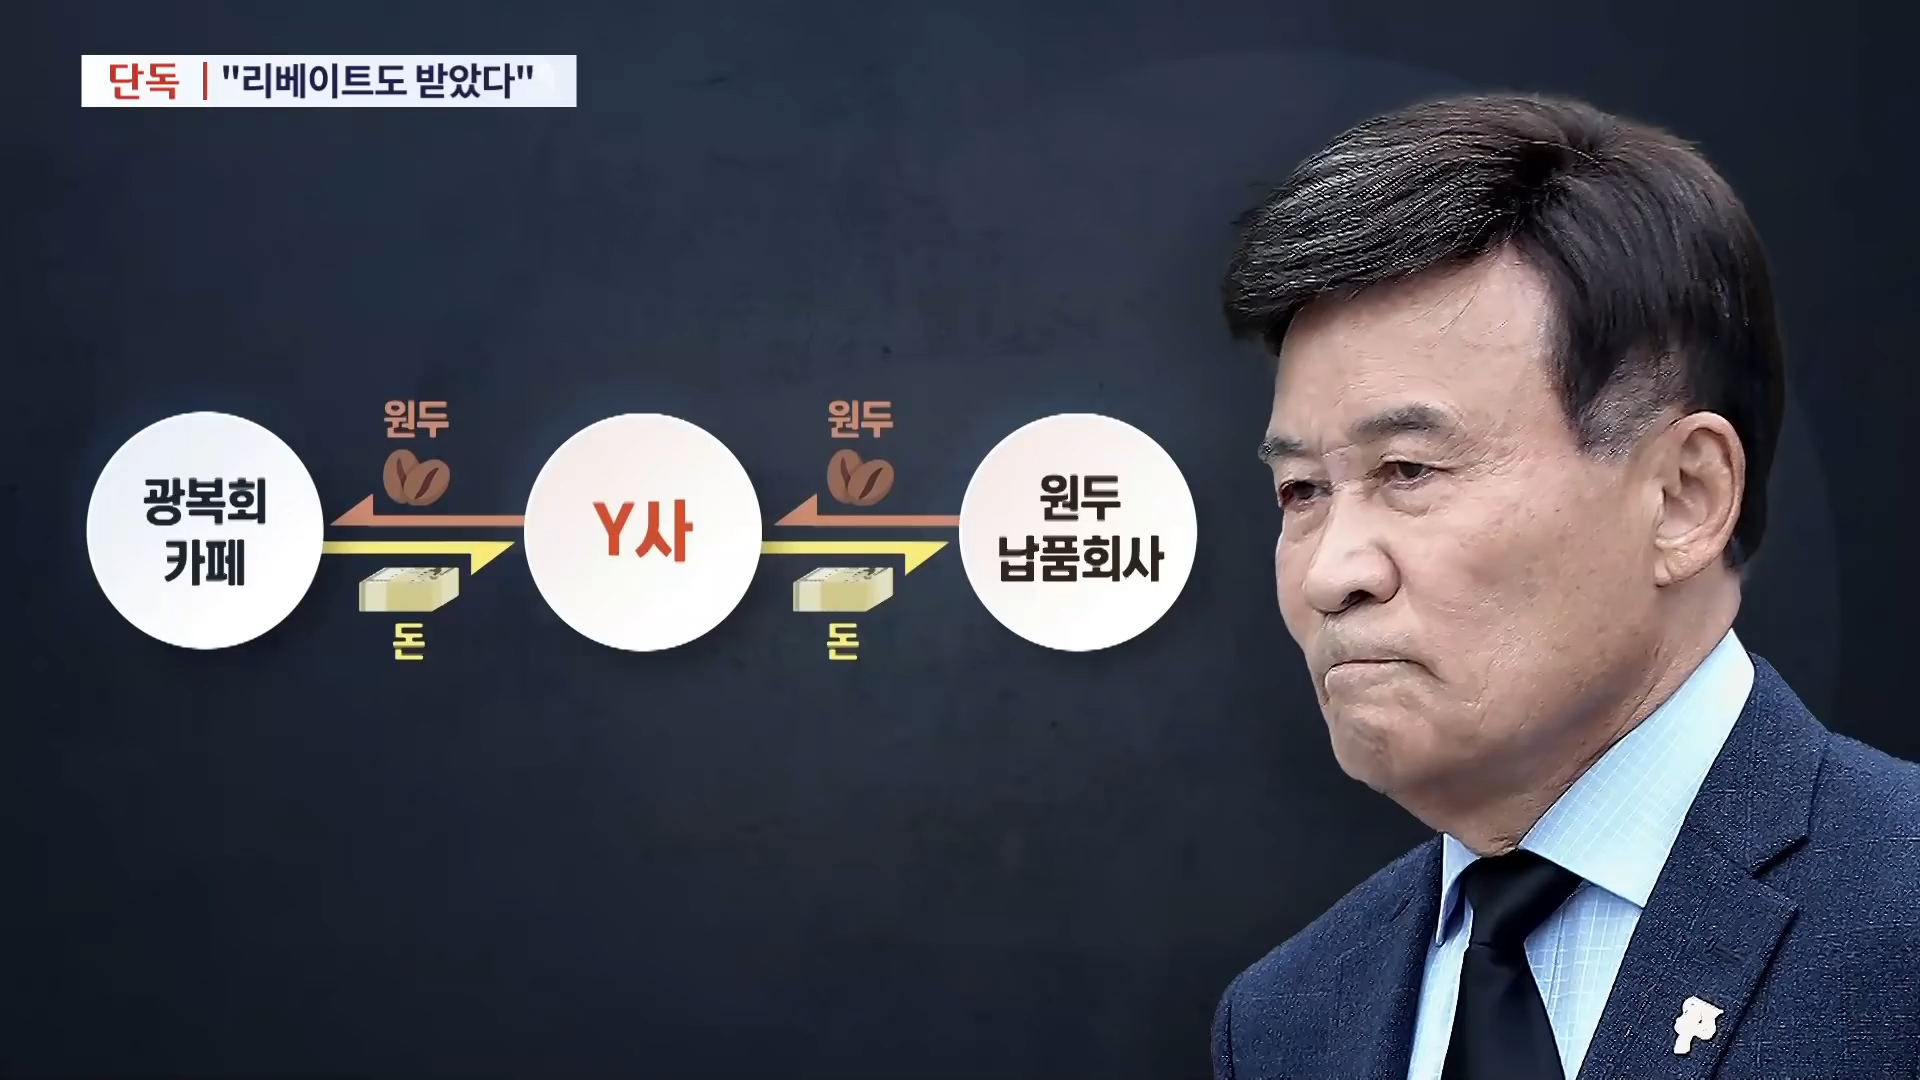 단독 | "리베이트도 받았다"
원두
원두
광복회
카페
Y사
원두
납품회사
돈
돈